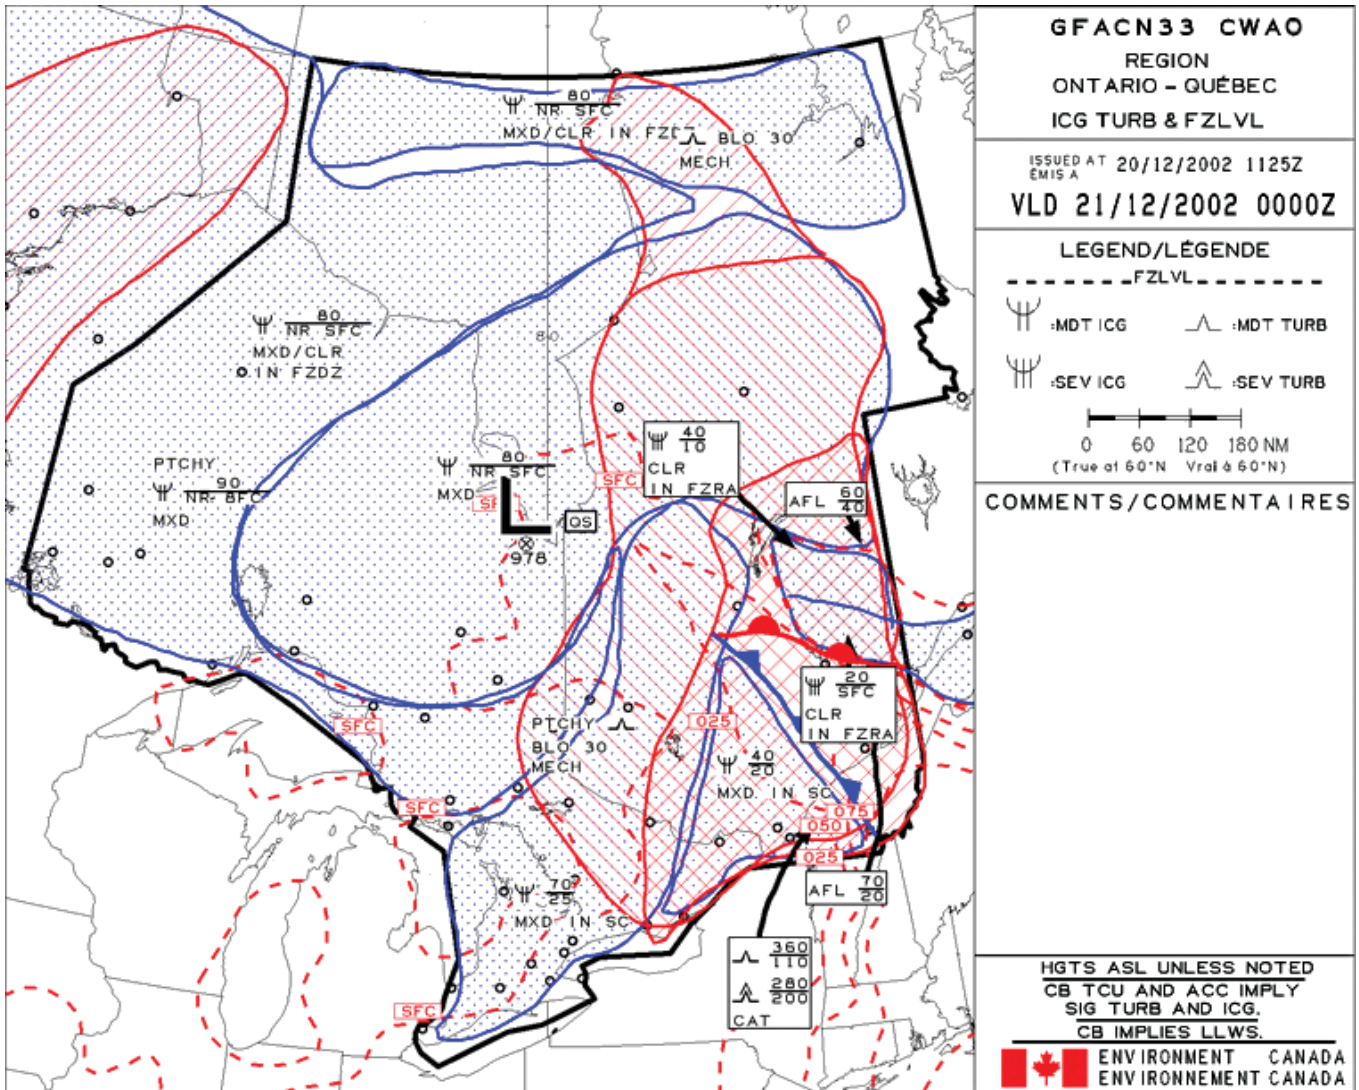 GFACN33 CWAO
REGION
ONTARIO - QUÉBEC
ICG TURB & FZLVL
ISSUED AT 20/12/2002 1125Z
ÉMIS A
VLD 21/12/2002 0000Z
LEGEND/LÉGENDE
FZLVL
:MDT ICG
:MDT TURB
:SEV ICG
:SEV TURB
0 60 120 180 NM
(True at 60°N Vrai à 60°N)
COMMENTS/COMMENTAIRES
HGTS ASL UNLESS NOTED
CB TCU AND ACC IMPLY
SIG TURB AND ICG.
CB IMPLIES LLWS.
ENVIRONMENT CANADA
ENVIRONNEMENT CANADA
80
NR SFC
MXD/CLR IN
BLO 30
MECH
80
NR SFC
MXD/CLR
IN FZDZ
80
PTCHY
90
NR
MXD
80
NR SFC
MXD
QS
978
SFC
40
10
CLR
IN FZRA
AFL 60
40
20
SFC
CLR
IN FZRA
PTCHY
BLO 30
MECH
025
40
20
MXD IN SC
SFC
SFC
075
050
025
70
25
MXD IN SC
AFL 70
20
360
110
280
200
CAT
SFC